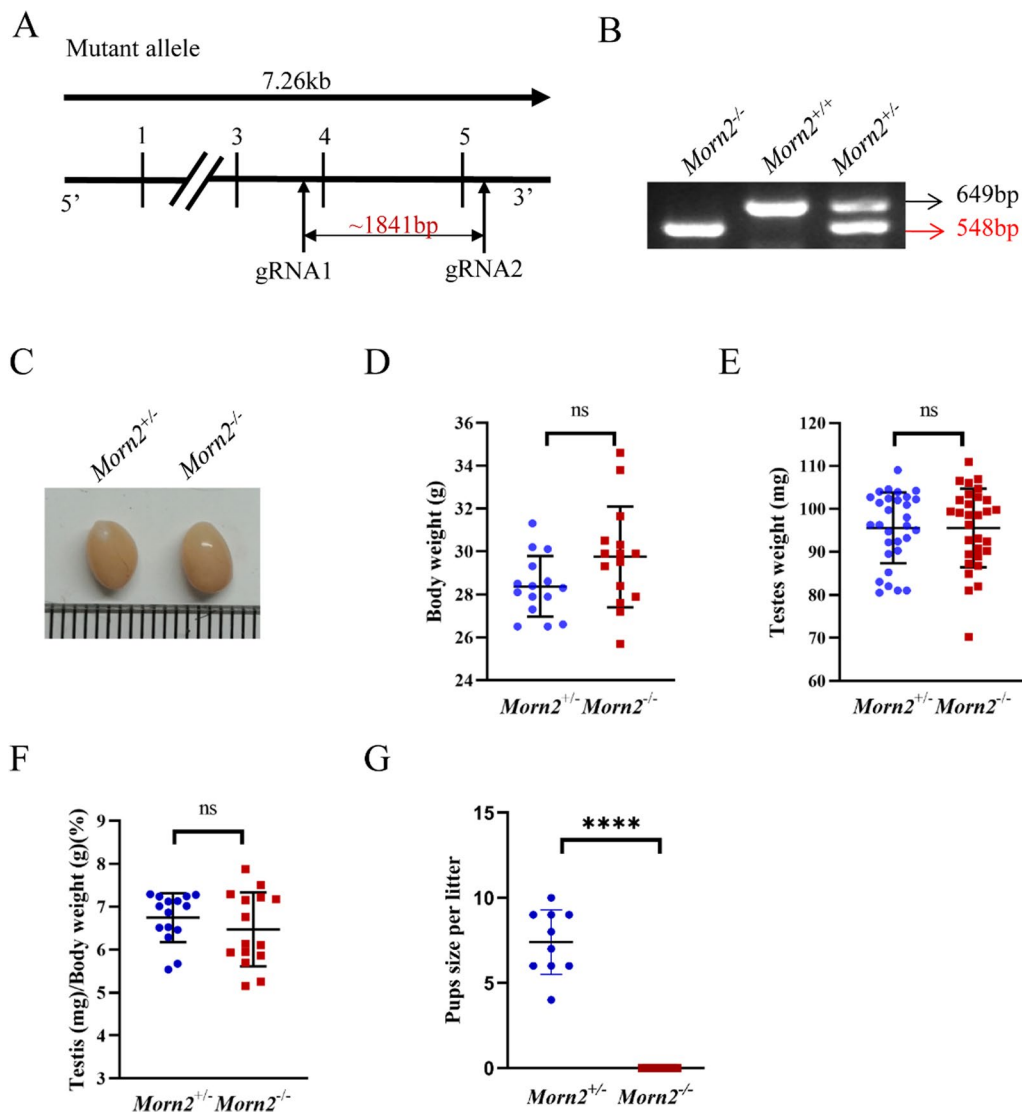 A
Mutant allele
7.26kb
1 3 4 5
5’ 3’
~1841bp
gRNA1 gRNA2
B
Morn2-/- Morn2+/+ Morn2+/-
649bp
548bp
C
Morn2+/- Morn2-/-
D
ns
Body weight (g)
36
34
32
30
28
26
24
Morn2+/- Morn2-/-
E
ns
Testes weight (mg)
120
110
100
90
80
70
60
Morn2+/- Morn2-/-
F
ns
Testis (mg)/Body weight (g)(%)
9
8
7
6
5
4
3
Morn2+/- Morn2-/-
G
****
Pups size per litter
15
10
5
0
Morn2+/- Morn2-/-